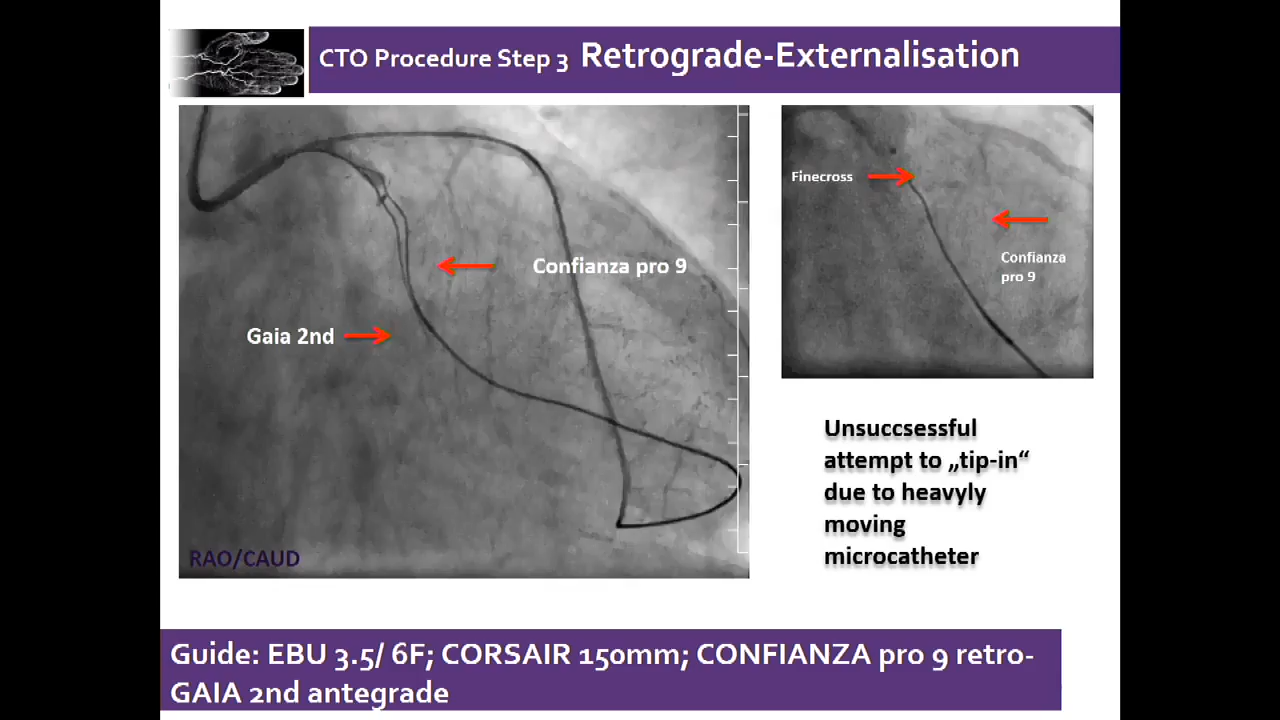 CTO Procedure Step 3 Retrograde-Externalisation
Finecross
Confianza
pro 9
Confianza pro 9
Gaia 2nd
RAO/CAUD
Unsuccsessful
attempt to „tip-in“
due to heavyly
moving
microcatheter
Guide: EBU 3.5/ 6F; CORSAIR 150mm; CONFIANZA pro 9 retro-
GAIA 2nd antegrade